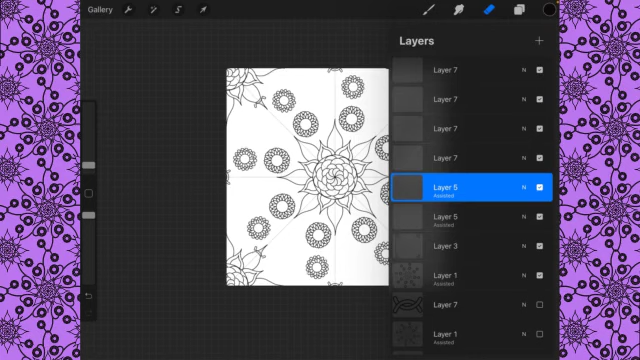 Gallery
Layers
Layer 7 N
Layer 7 N
Layer 7 N
Layer 7 N
Layer 5 N
Assisted
Layer 5 N
Assisted
Layer 3 N
Layer 1 N
Assisted
Layer 7 N
Layer 1 N
Assisted